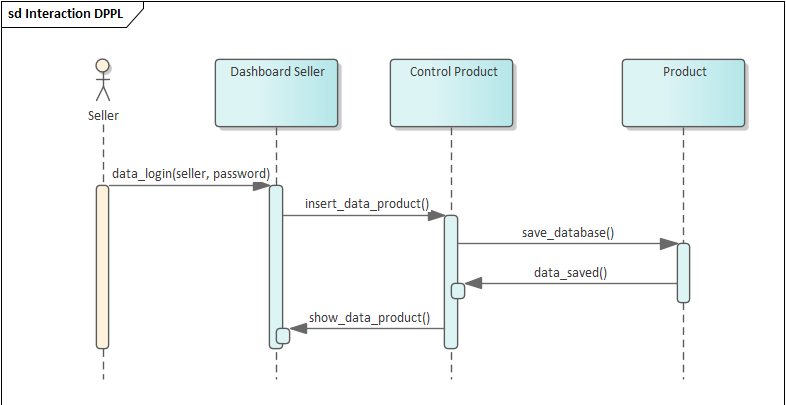 sd Interaction DPPL
Dashboard Seller
Control Product
Product
Seller
data_login(seller, password)
insert_data_product()
save_database()
data_saved()
show_data_product()